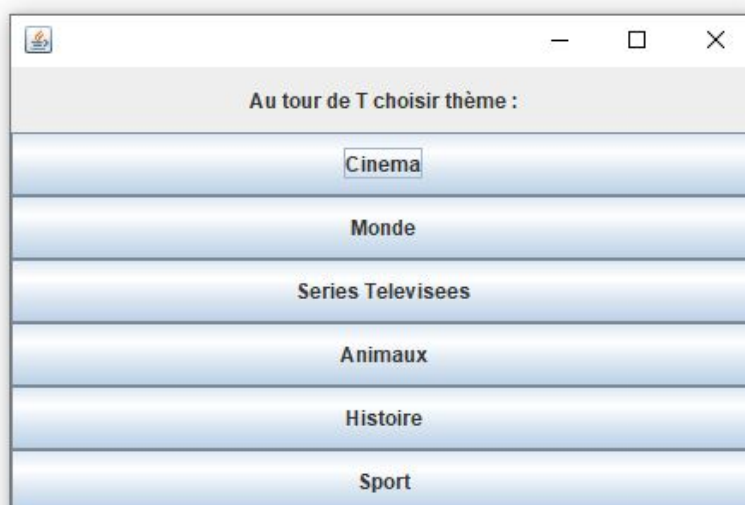 Au tour de T choisir thème :
Cinema
Monde
Series Televisees
Animaux
Histoire
Sport